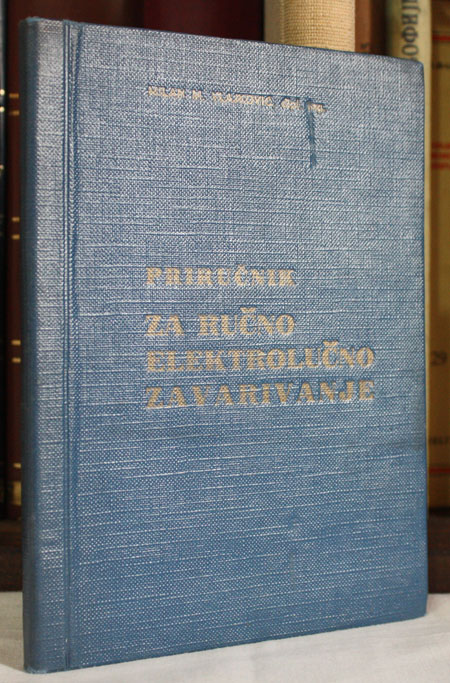 PRIRUČNIK
ZA RUČNO
ELEKTROLUČNO
ZAVARIVANJE